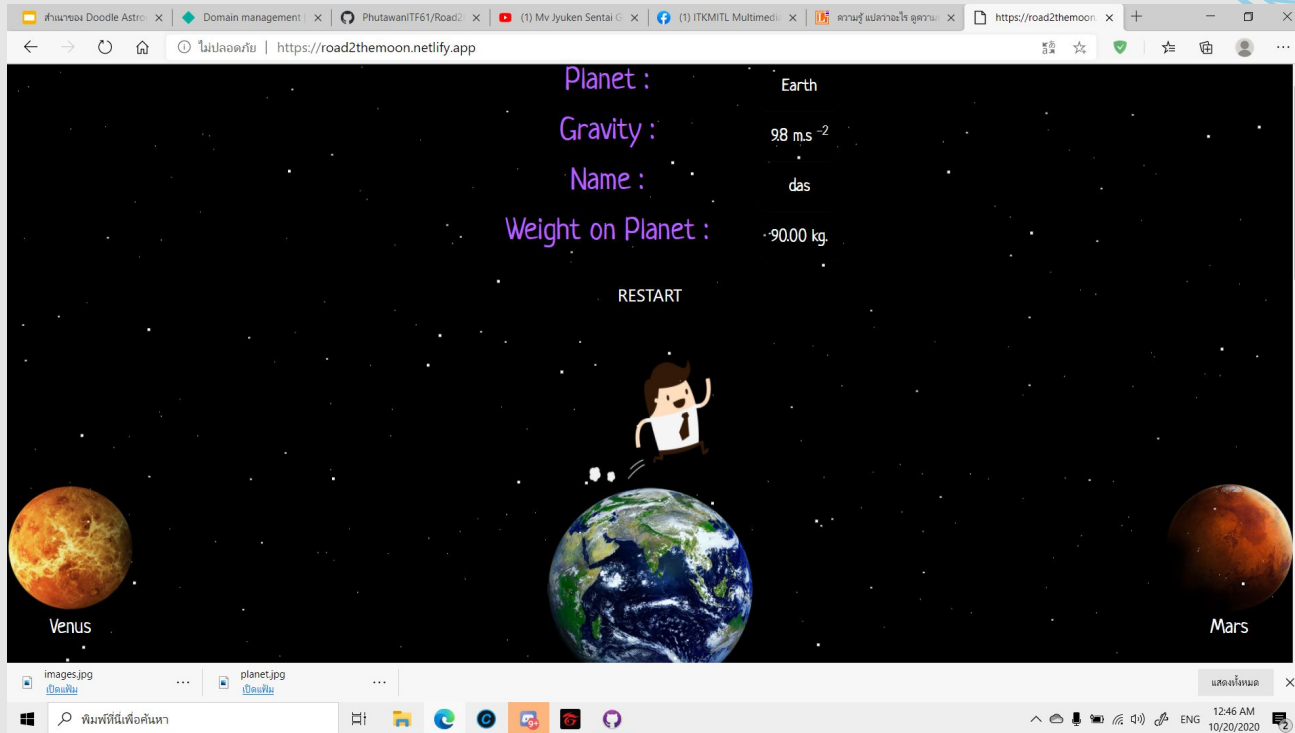 สำเนาของ Doodle Astro
Domain management |
PhutawanITF61/Road2
(1) Mv Jyuken Sentai G
(1) ITKMITL Multimedia
ความรู้ แปลว่าอะไร ดูความ
https://road2themoon.
ไม่ปลอดภัย | https://road2themoon.netlify.app
Planet : Earth
Gravity : 9.8 m.s -2
Name : das
Weight on Planet : 90.00 kg.
RESTART
Venus
Mars
images.jpg
เปิดแฟ้ม
planet.jpg
เปิดแฟ้ม
แสดงทั้งหมด
พิมพ์ที่นี่เพื่อค้นหา
ENG
12:46 AM
10/20/2020
2